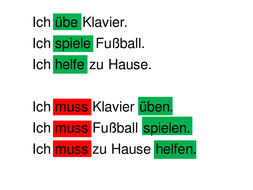 Ich übe Klavier.
Ich spiele Fußball.
Ich helfe zu Hause.
Ich muss Klavier üben.
Ich muss Fußball spielen.
Ich muss zu Hause helfen.